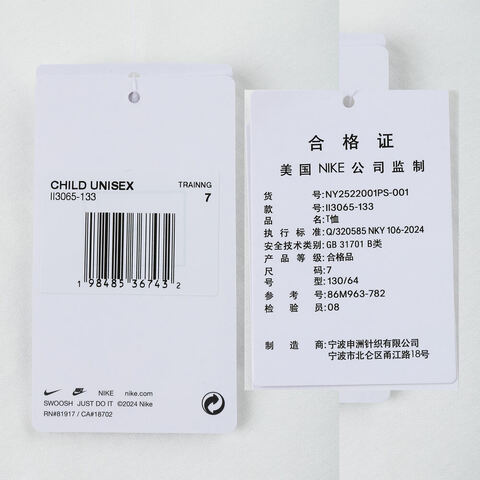 CHILD UNISEX
II3065-133
TRAINNG
7
1 98485 36743 2
NIKE nike.com
SWOOSH JUST DO IT ©2024 Nike
RN#81917 / CA#18702
合格证
美国 NIKE 公司监制
货号:NY2522001PS-001
款号:II3065-133
品名:T恤
执行标准:Q/320585 NKY 106-2024
安全技术类别:GB 31701 B类
产品等级:合格品
尺码:7
号型:130/64
参考号:86M963-782
检验员:08
制造商:宁波申洲针织有限公司
宁波市北仑区甬江路18号